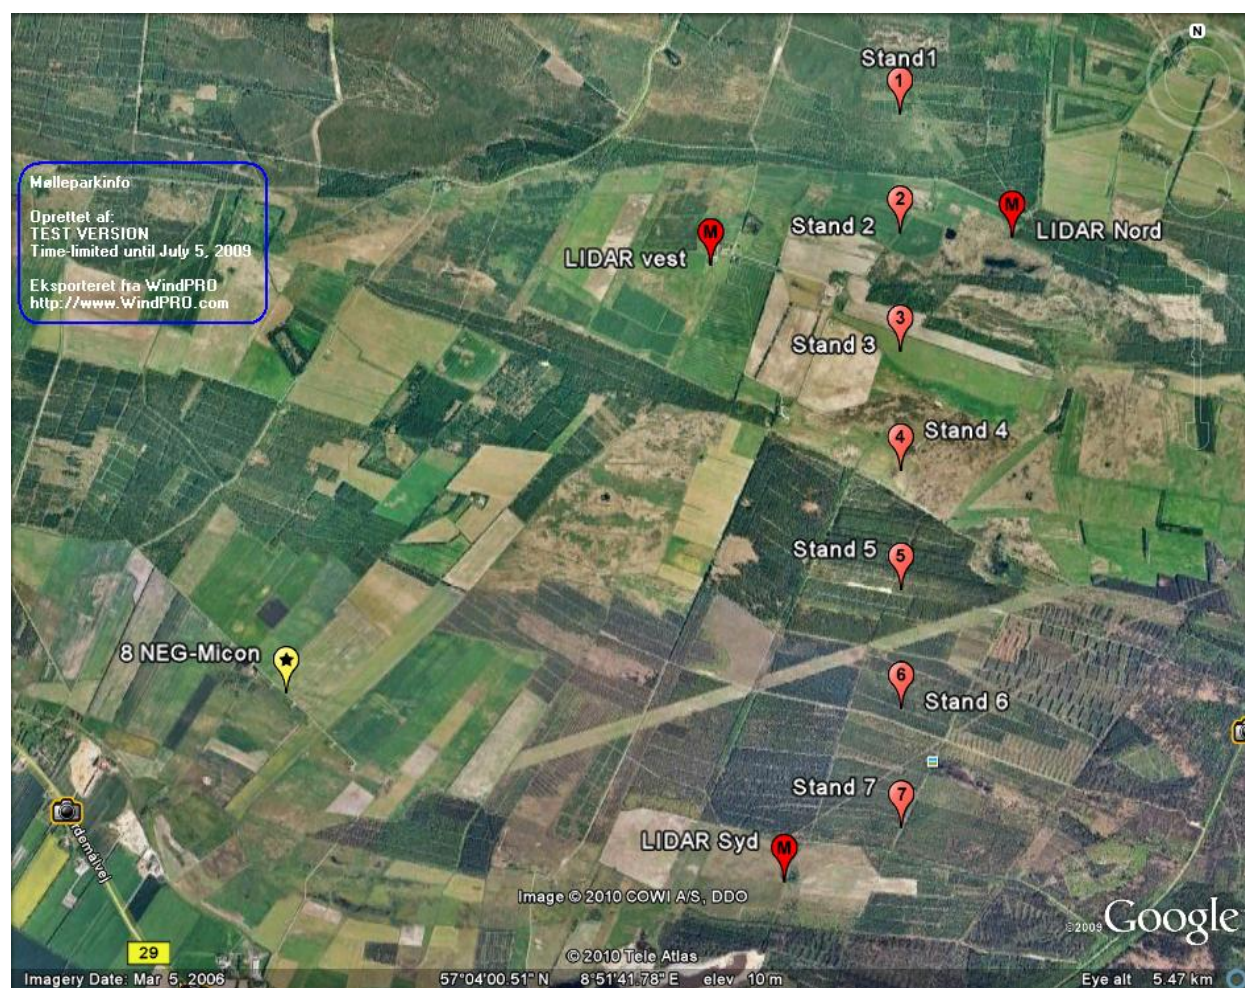 N
Stand1
1
Mølleparkinfo
Oprettet af:
TEST VERSION
Time-limited until July 5, 2009
Eksporteret fra WindPRO
http://www.WindPRO.com
2
Stand 2
M
LIDAR Nord
M
LIDAR vest
3
Stand 3
4
Stand 4
5
Stand 5
8 NEG-Micon
6
Stand 6
7
Stand 7
LIDAR Syd
M
Image © 2010 COWI A/S, DDO
©2009 Google
29
© 2010 Tele Atlas
Imagery Date: Mar 5, 2006 57°04'00.51" N 8°51'41.78" E elev 10 m Eye alt 5.47 km